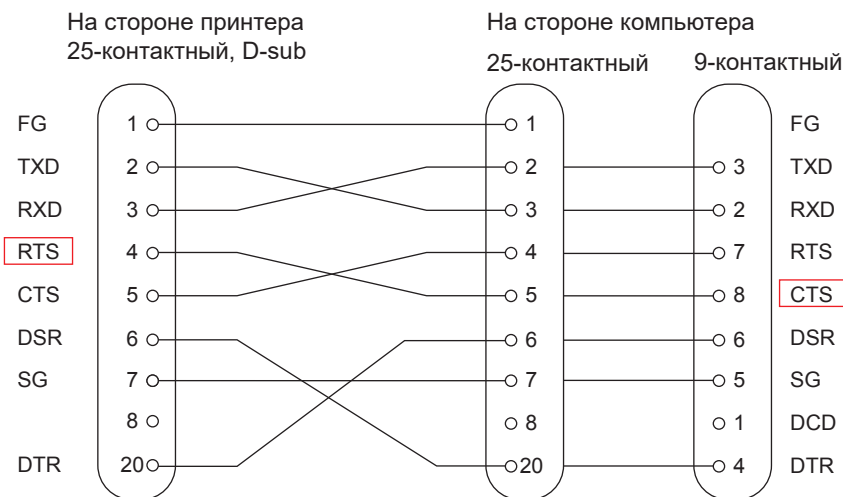 На стороне принтера
25-контактный, D-sub
На стороне компьютера
25-контактный 9-контактный
FG 1 1 FG
TXD 2 2 3 TXD
RXD 3 3 2 RXD
RTS 4 4 7 RTS
CTS 5 5 8 CTS
DSR 6 6 6 DSR
SG 7 7 5 SG
8 8 1 DCD
DTR 20 20 4 DTR